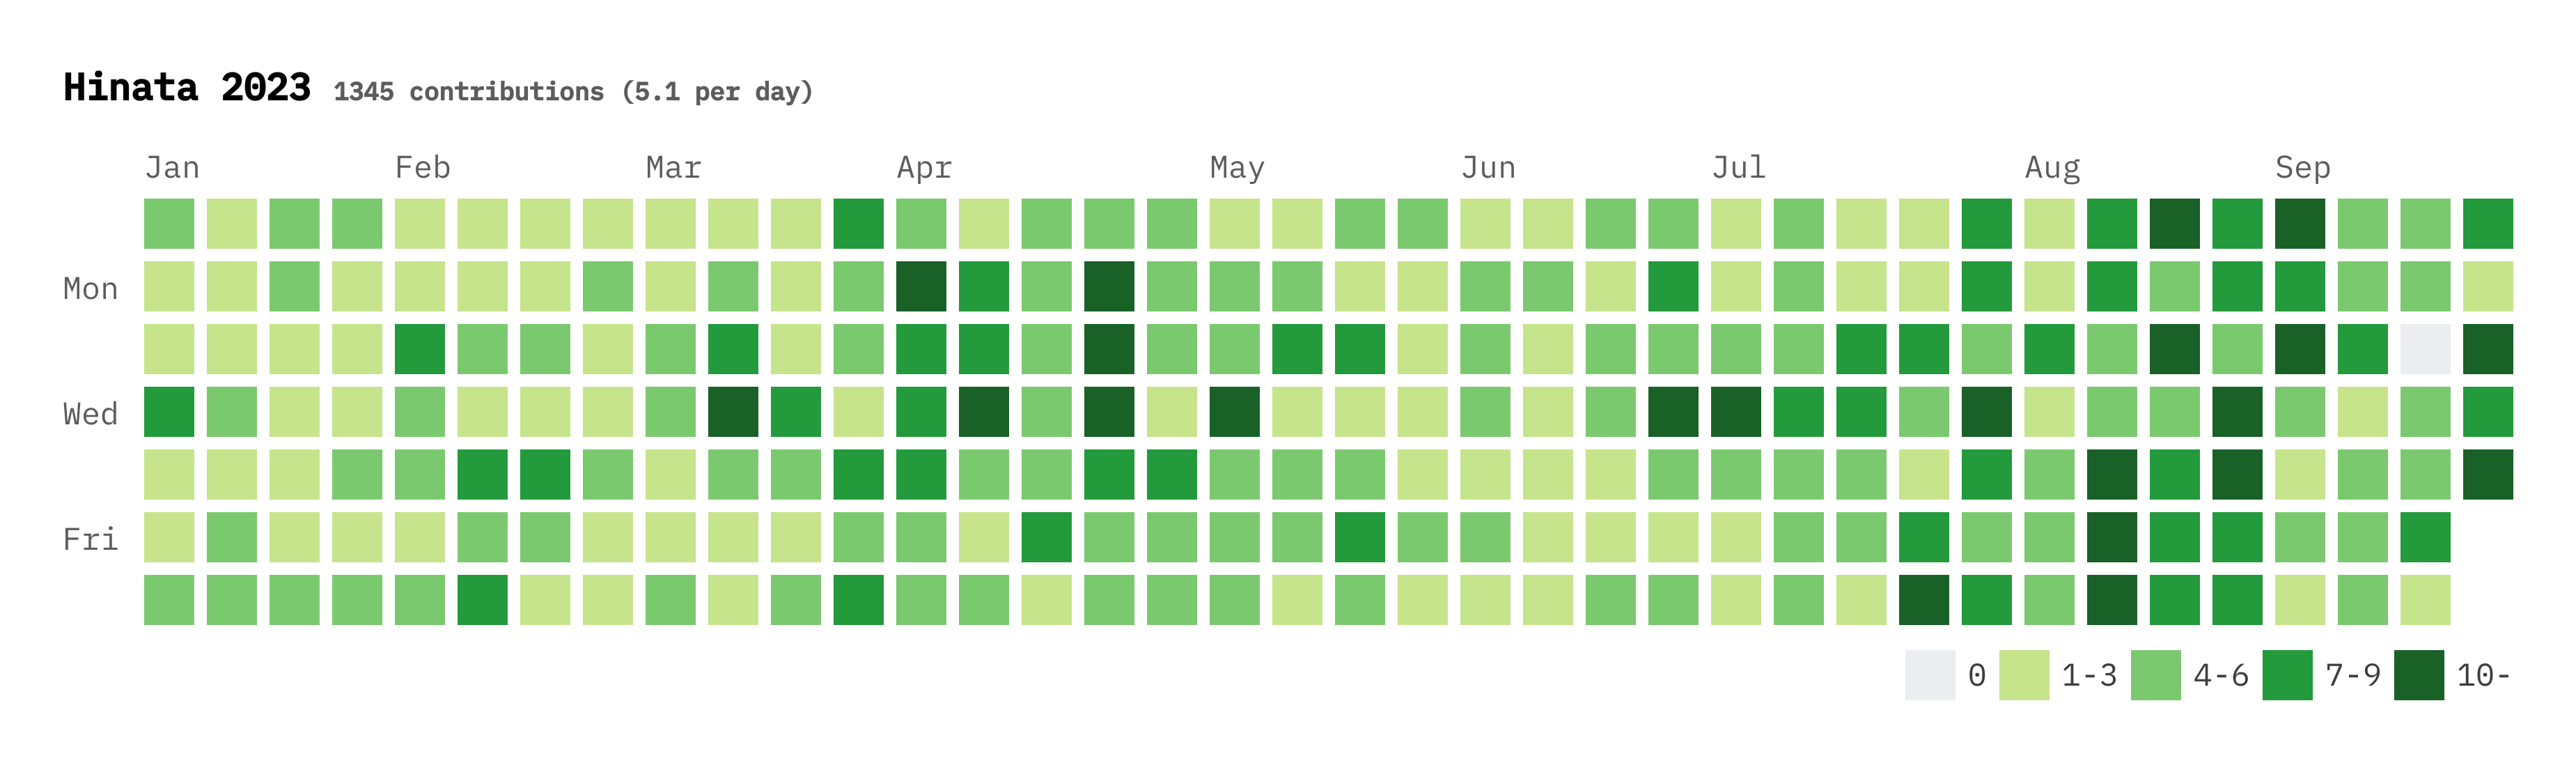 Hinata 2023 1345 contributions (5.1 per day)
Jan Feb Mar Apr May Jun Jul Aug Sep
Mon
Wed
Fri
0 1-3 4-6 7-9 10-